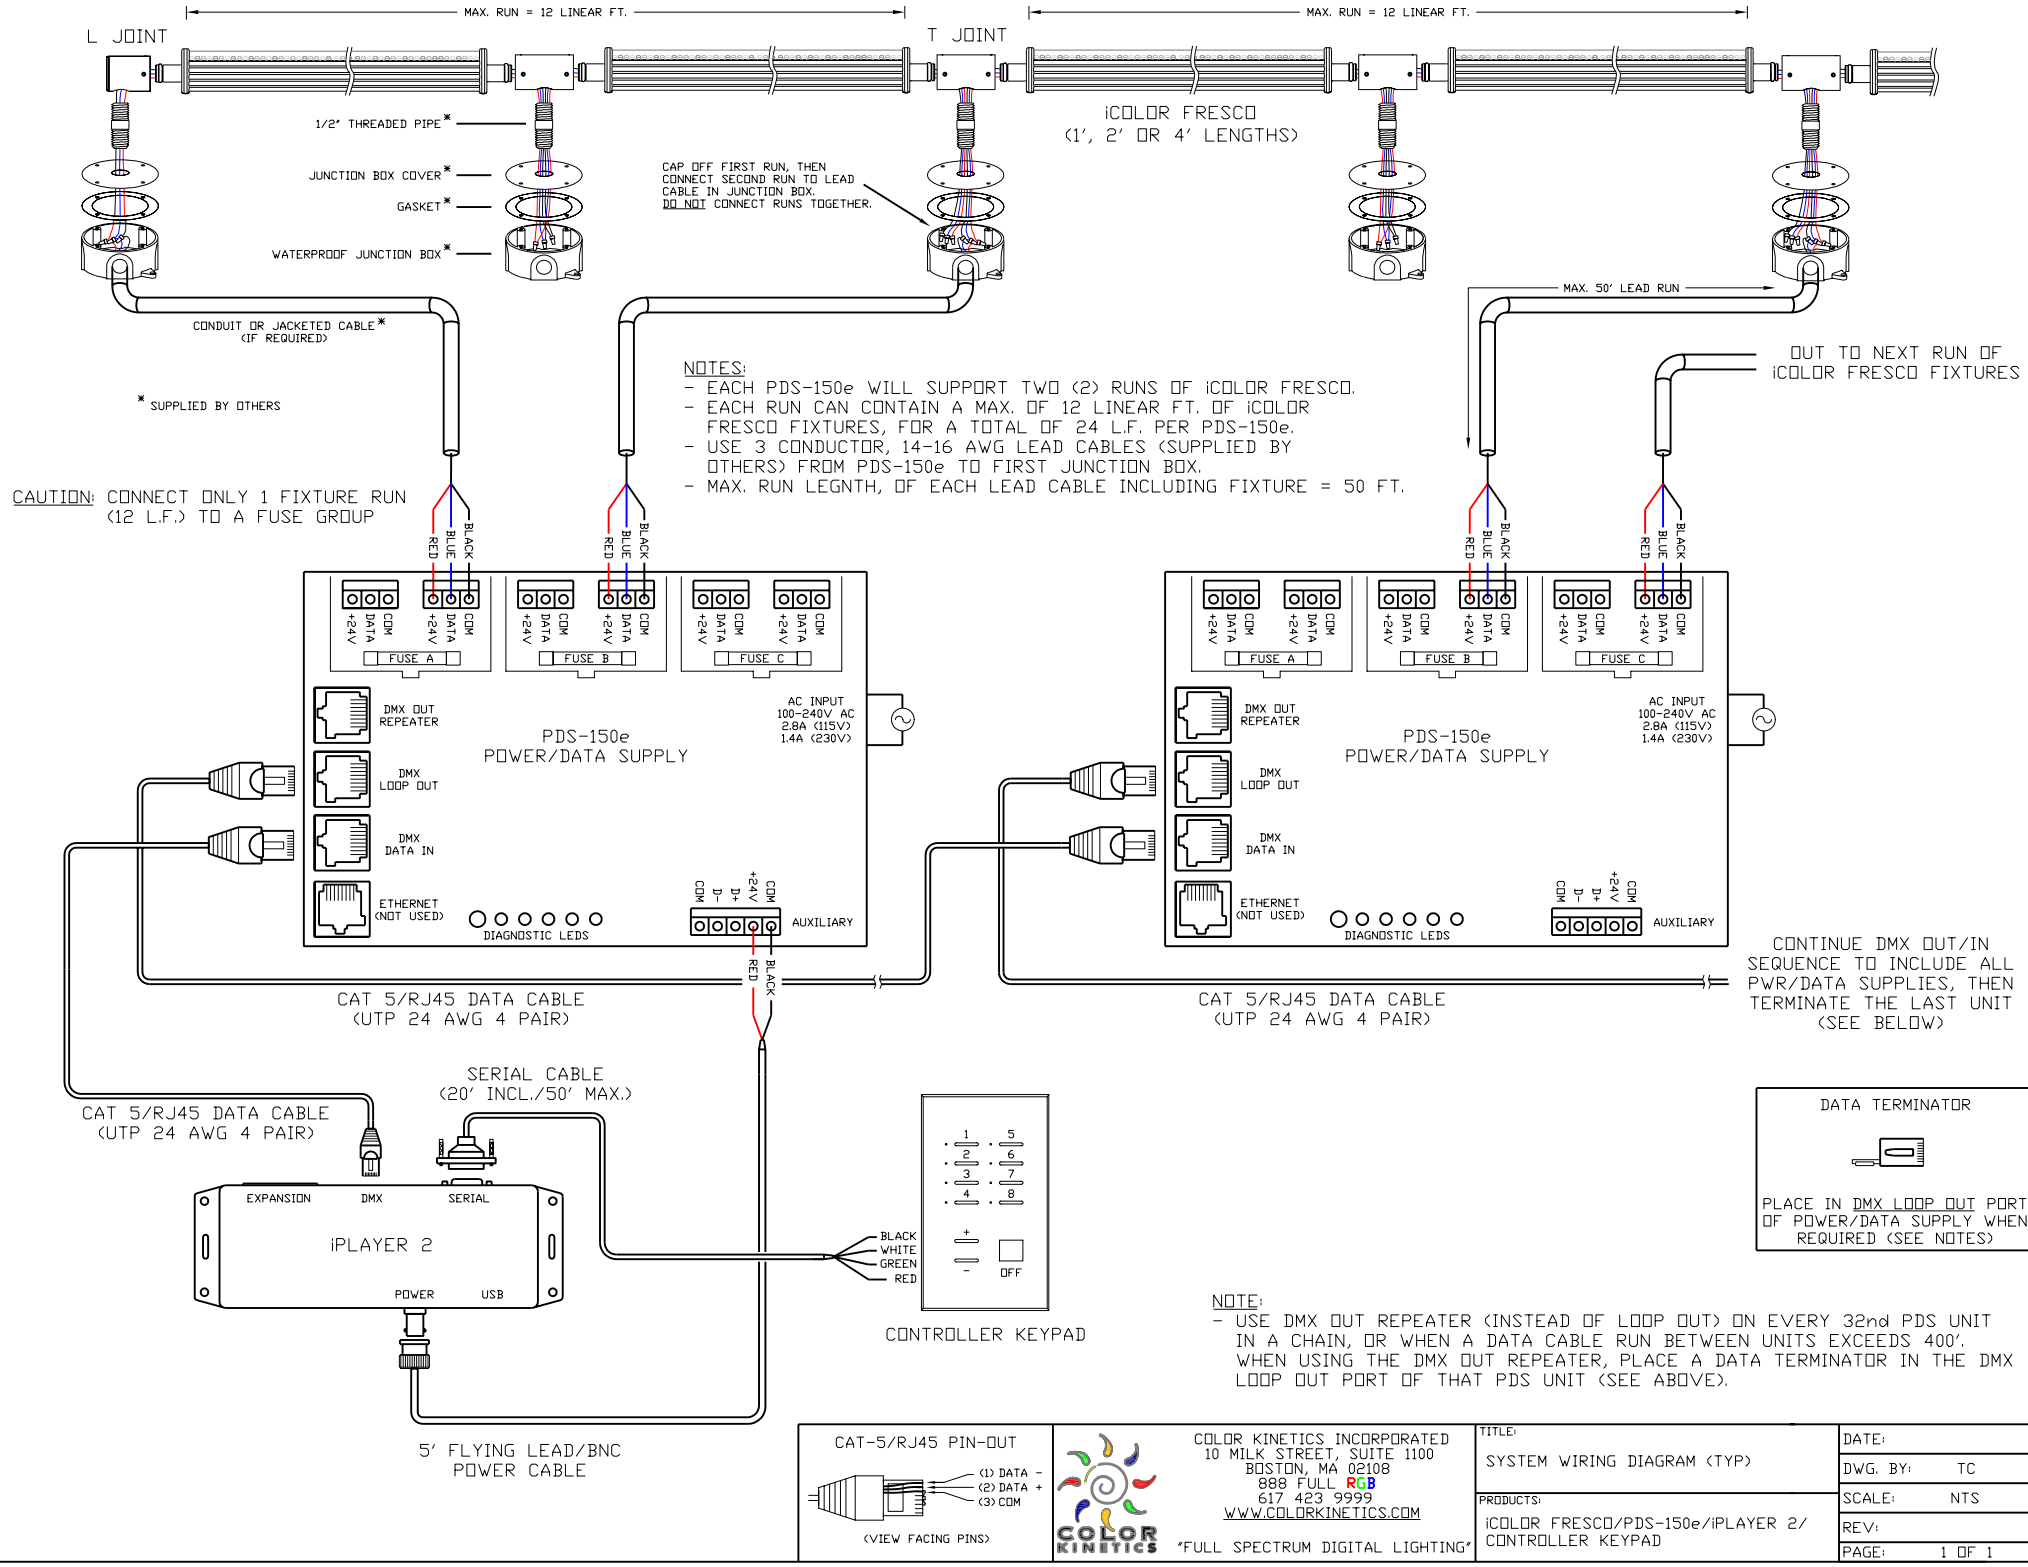 MAX. RUN = 12 LINEAR FT.
MAX. RUN = 12 LINEAR FT.
L JOINT
T JOINT
iCOLOR FRESCO
(1', 2' OR 4' LENGTHS)
1/2" THREADED PIPE*
JUNCTION BOX COVER*
GASKET*
WATERPROOF JUNCTION BOX*
CAP OFF FIRST RUN, THEN
CONNECT SECOND RUN TO LEAD
CABLE IN JUNCTION BOX.
DO NOT CONNECT RUNS TOGETHER.
MAX. 50' LEAD RUN
CONDUIT OR JACKETED CABLE*
(IF REQUIRED)
* SUPPLIED BY OTHERS
OUT TO NEXT RUN OF
iCOLOR FRESCO FIXTURES
NOTES:
- EACH PDS-150e WILL SUPPORT TWO (2) RUNS OF iCOLOR FRESCO.
- EACH RUN CAN CONTAIN A MAX. OF 12 LINEAR FT. OF iCOLOR
FRESCO FIXTURES, FOR A TOTAL OF 24 L.F. PER PDS-150e.
- USE 3 CONDUCTOR, 14-16 AWG LEAD CABLES (SUPPLIED BY
OTHERS) FROM PDS-150e TO FIRST JUNCTION BOX.
- MAX. RUN LEGNTH, OF EACH LEAD CABLE INCLUDING FIXTURE = 50 FT.
CAUTION: CONNECT ONLY 1 FIXTURE RUN
(12 L.F.) TO A FUSE GROUP
RED BLUE BLACK
RED BLUE BLACK
RED BLUE BLACK
RED BLUE BLACK
+24V DATA COM
+24V DATA COM
+24V DATA COM
+24V DATA COM
+24V DATA COM
+24V DATA COM
FUSE A
FUSE B
FUSE C
DMX OUT
REPEATER
DMX
LOOP OUT
DMX
DATA IN
ETHERNET
(NOT USED)
PDS-150e
POWER/DATA SUPPLY
AC INPUT
100-240V AC
2.8A (115V)
1.4A (230V)
COM D- D+ +24V COM
AUXILIARY
DIAGNOSTIC LEDS
RED BLACK
+24V DATA COM
+24V DATA COM
+24V DATA COM
+24V DATA COM
+24V DATA COM
+24V DATA COM
FUSE A
FUSE B
FUSE C
DMX OUT
REPEATER
DMX
LOOP OUT
DMX
DATA IN
ETHERNET
(NOT USED)
PDS-150e
POWER/DATA SUPPLY
AC INPUT
100-240V AC
2.8A (115V)
1.4A (230V)
COM D- D+ +24V COM
AUXILIARY
DIAGNOSTIC LEDS
CAT 5/RJ45 DATA CABLE
(UTP 24 AWG 4 PAIR)
CAT 5/RJ45 DATA CABLE
(UTP 24 AWG 4 PAIR)
CONTINUE DMX OUT/IN
SEQUENCE TO INCLUDE ALL
PWR/DATA SUPPLIES, THEN
TERMINATE THE LAST UNIT
(SEE BELOW)
CAT 5/RJ45 DATA CABLE
(UTP 24 AWG 4 PAIR)
SERIAL CABLE
(20' INCL./50' MAX.)
EXPANSION
DMX
SERIAL
iPLAYER 2
POWER
USB
BLACK
WHITE
GREEN
RED
1 5
2 6
3 7
4 8
+
-
OFF
CONTROLLER KEYPAD
5' FLYING LEAD/BNC
POWER CABLE
DATA TERMINATOR
PLACE IN DMX LOOP OUT PORT
OF POWER/DATA SUPPLY WHEN
REQUIRED (SEE NOTES)
NOTE:
- USE DMX OUT REPEATER (INSTEAD OF LOOP OUT) ON EVERY 32nd PDS UNIT
IN A CHAIN, OR WHEN A DATA CABLE RUN BETWEEN UNITS EXCEEDS 400'.
WHEN USING THE DMX OUT REPEATER, PLACE A DATA TERMINATOR IN THE DMX
LOOP OUT PORT OF THAT PDS UNIT (SEE ABOVE).
CAT-5/RJ45 PIN-OUT
(1) DATA -
(2) DATA +
(3) COM
(VIEW FACING PINS)
COLOR
KINETICS
COLOR KINETICS INCORPORATED
10 MILK STREET, SUITE 1100
BOSTON, MA 02108
888 FULL RGB
617 423 9999
WWW.COLORKINETICS.COM
"FULL SPECTRUM DIGITAL LIGHTING"
TITLE:
SYSTEM WIRING DIAGRAM (TYP)
PRODUCTS:
iCOLOR FRESCO/PDS-150e/iPLAYER 2/
CONTROLLER KEYPAD
DATE:
DWG. BY: TC
SCALE: NTS
REV:
PAGE: 1 OF 1